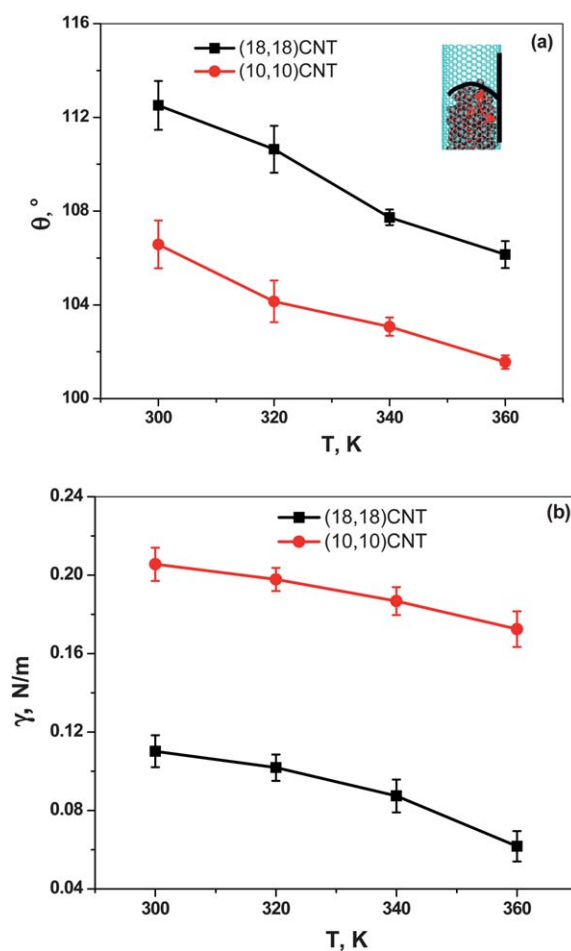 116
(18,18)CNT
(a)
(10,10)CNT
112
θ, °
108
104
100
300 320 340 360
T, K
0.24
(18,18)CNT
(b)
(10,10)CNT
0.20
γ, N/m
0.16
0.12
0.08
0.04
300 320 340 360
T, K